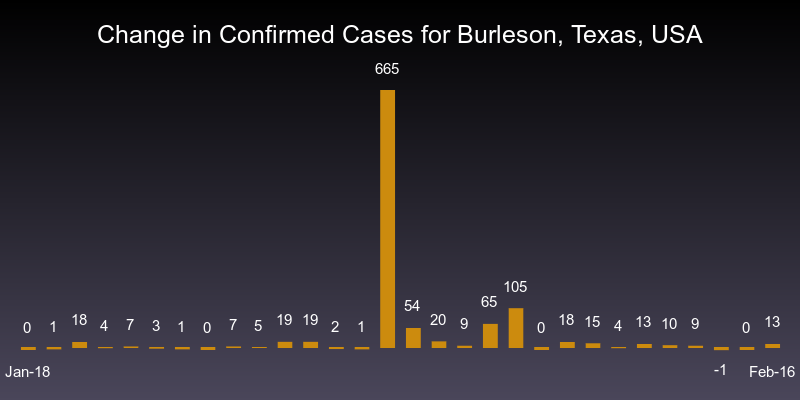 Change in Confirmed Cases for Burleson, Texas, USA
665
0 1 18 4 7 3 1 0 7 5 19 19 2 1 54 20 9 65 105 0 18 15 4 13 10 9 -1 0 13
Jan-18 Feb-16